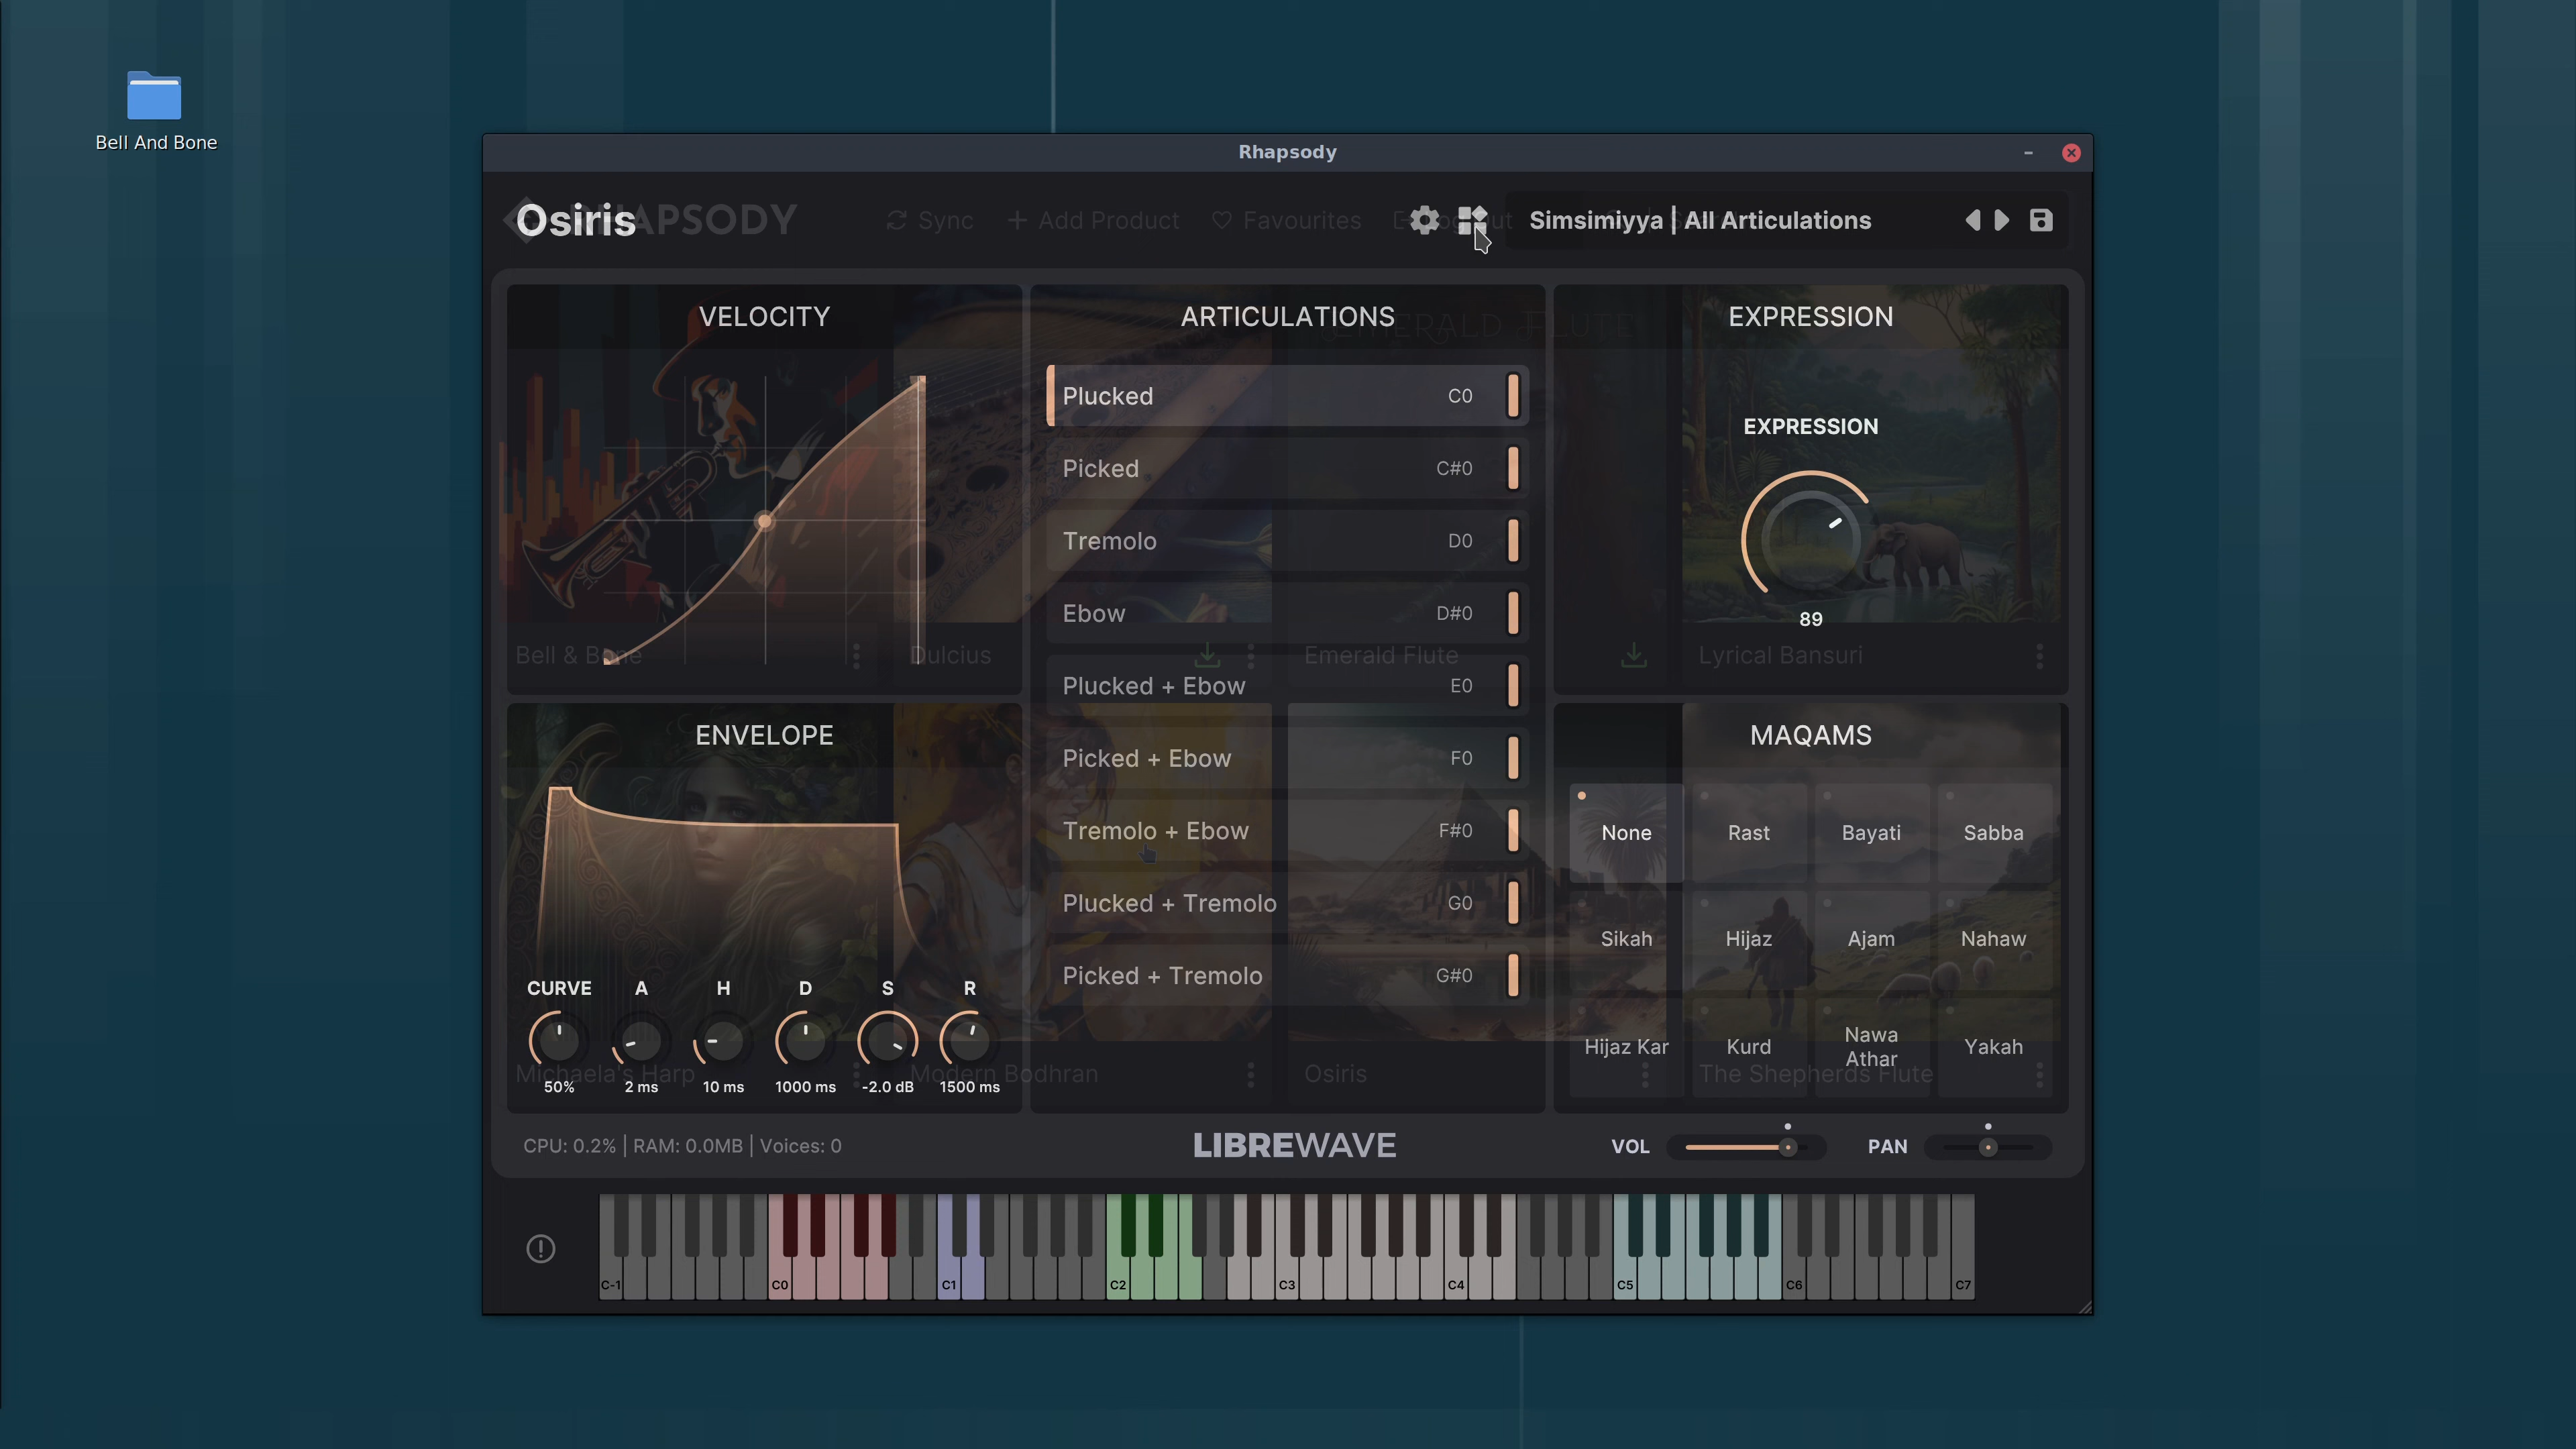 Bell And Bone
Rhapsody
Osiris
RHAPSODY
Sync
Add Product
Favourites
Simsimiyya | All Articulations
VELOCITY
Bell & Bone
Dulcius
ARTICULATIONS
EMERALD FLUTE
Plucked C0
Picked C#0
Tremolo D0
Ebow D#0
Emerald Flute
Plucked + Ebow E0
Picked + Ebow F0
Tremolo + Ebow F#0
Plucked + Tremolo G0
Picked + Tremolo G#0
EXPRESSION
EXPRESSION
89
Lyrical Bansuri
ENVELOPE
CURVE A H D S R
50% 2 ms 10 ms 1000 ms -2.0 dB 1500 ms
Michaela's Harp
Modern Bodhran
Osiris
MAQAMS
None Rast Bayati Sabba
Sikah Hijaz Ajam Nahaw
Hijaz Kar Kurd Nawa Athar Yakah
The Shepherds Flute
CPU: 0.2% | RAM: 0.0MB | Voices: 0
LIBREWAVE
VOL
PAN
C-1 C0 C1 C2 C3 C4 C5 C6 C7